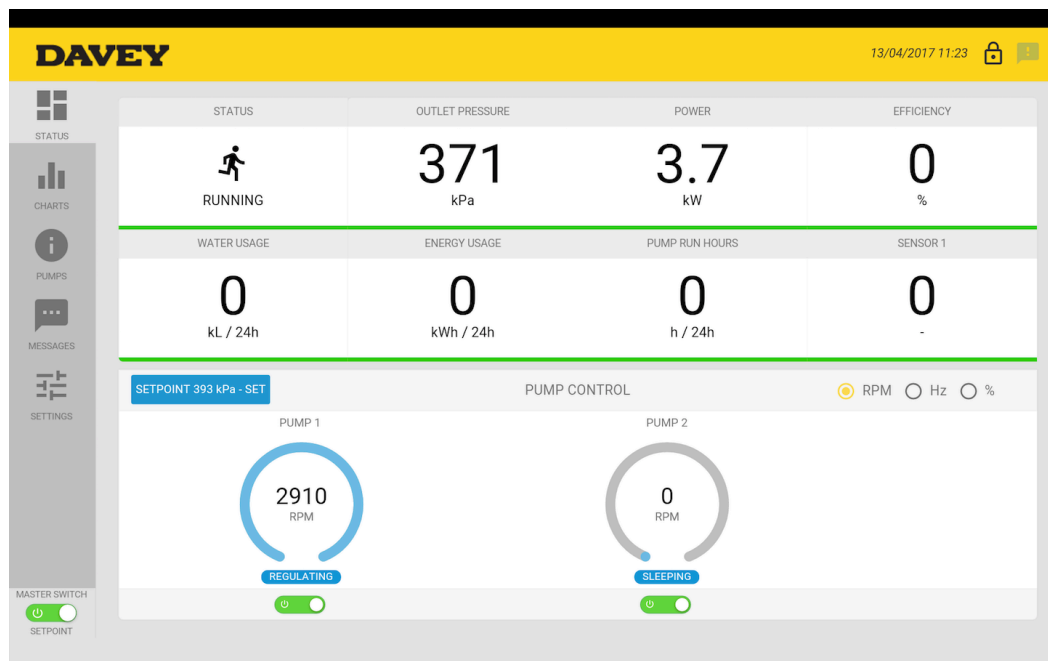 DAVEY
13/04/2017 11:23
STATUS
CHARTS
PUMPS
MESSAGES
SETTINGS
MASTER SWITCH
SETPOINT
STATUS OUTLET PRESSURE POWER EFFICIENCY
371 3.7 0
RUNNING kPa kW %
WATER USAGE ENERGY USAGE PUMP RUN HOURS SENSOR 1
0 0 0 0
kL / 24h kWh / 24h h / 24h -
SETPOINT 393 kPa - SET PUMP CONTROL RPM Hz %
PUMP 1 PUMP 2
2910 0
RPM RPM
REGULATING SLEEPING